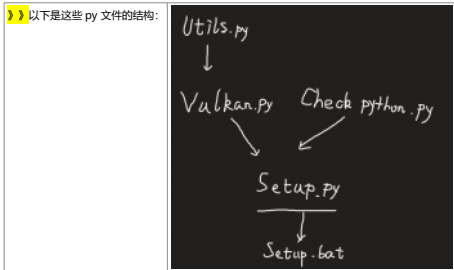 》》以下是这些 py 文件的结构：
Utils.py
Vulkan.py Check python.py
Setup.py
Setup.bat